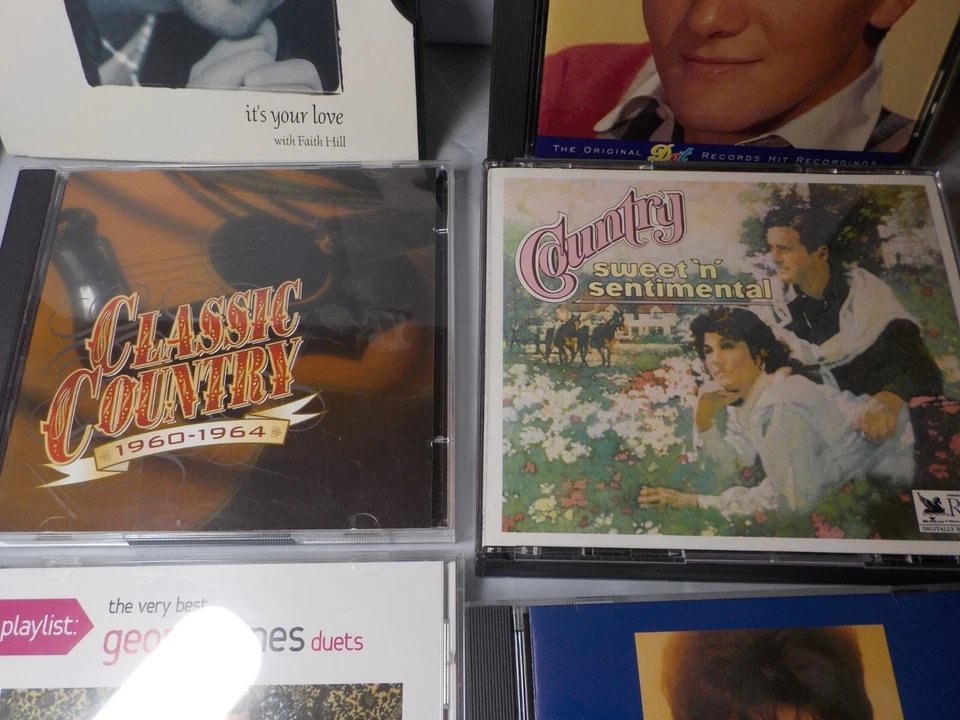 it's your love
with Faith Hill
THE ORIGINAL Dot RECORDS HIT RECORDINGS
CLASSIC
COUNTRY
1960-1964
Country
sweet 'n'
sentimental
playlist:
the very best
duets